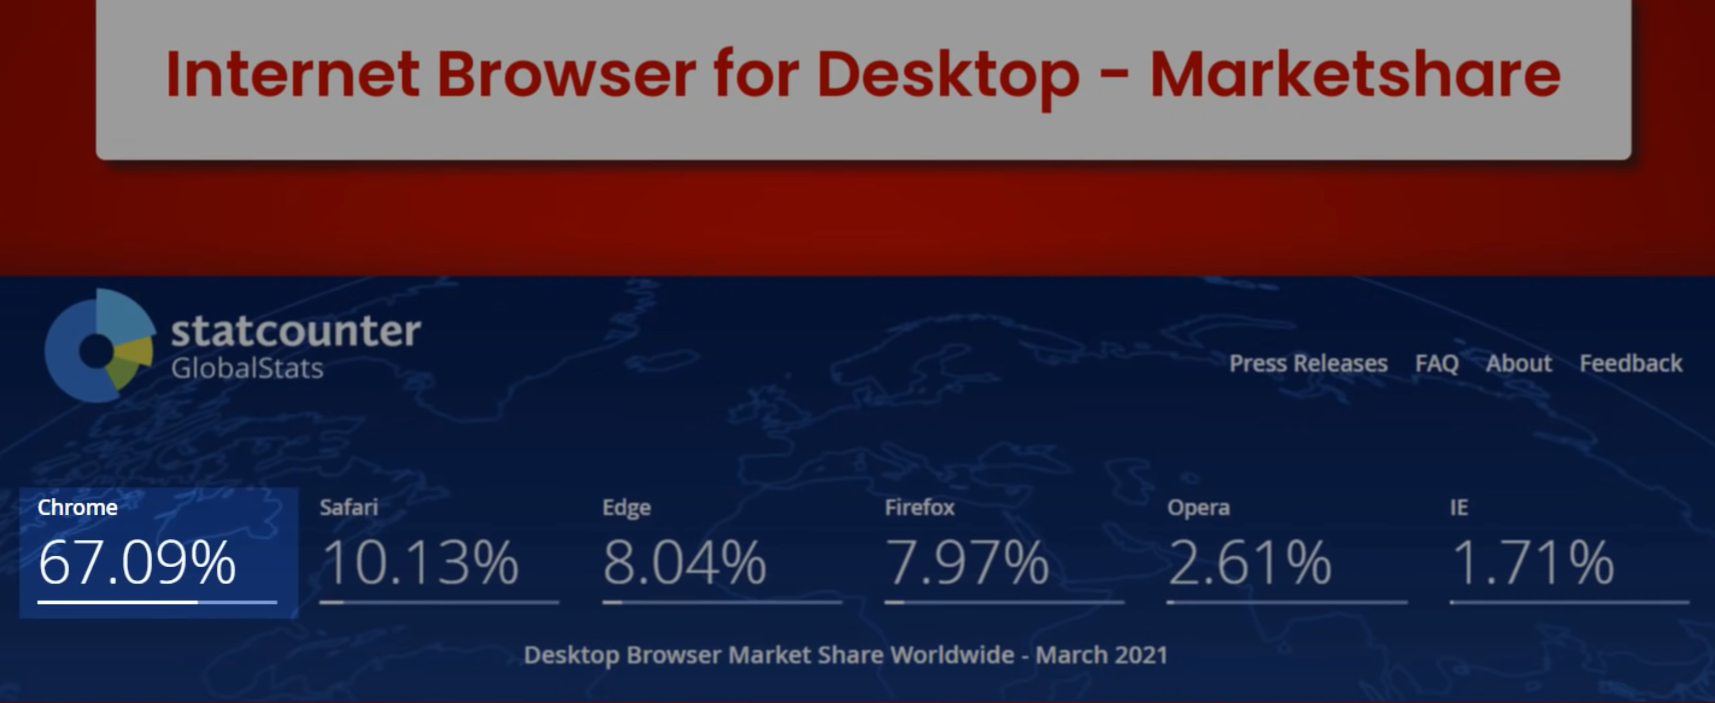 Internet Browser for Desktop - Marketshare
statcounter
GlobalStats
Press Releases FAQ About Feedback
Chrome Safari Edge Firefox Opera IE
67.09% 10.13% 8.04% 7.97% 2.61% 1.71%
Desktop Browser Market Share Worldwide - March 2021